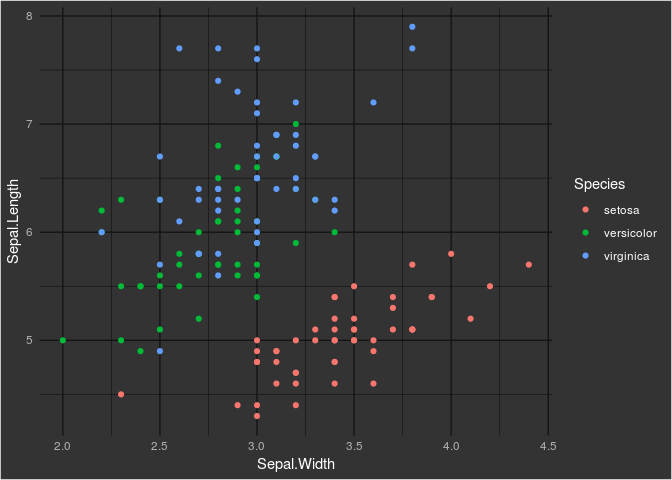 8
7
6
5
Sepal.Length
2.0 2.5 3.0 3.5 4.0 4.5
Sepal.Width
Species
setosa
versicolor
virginica